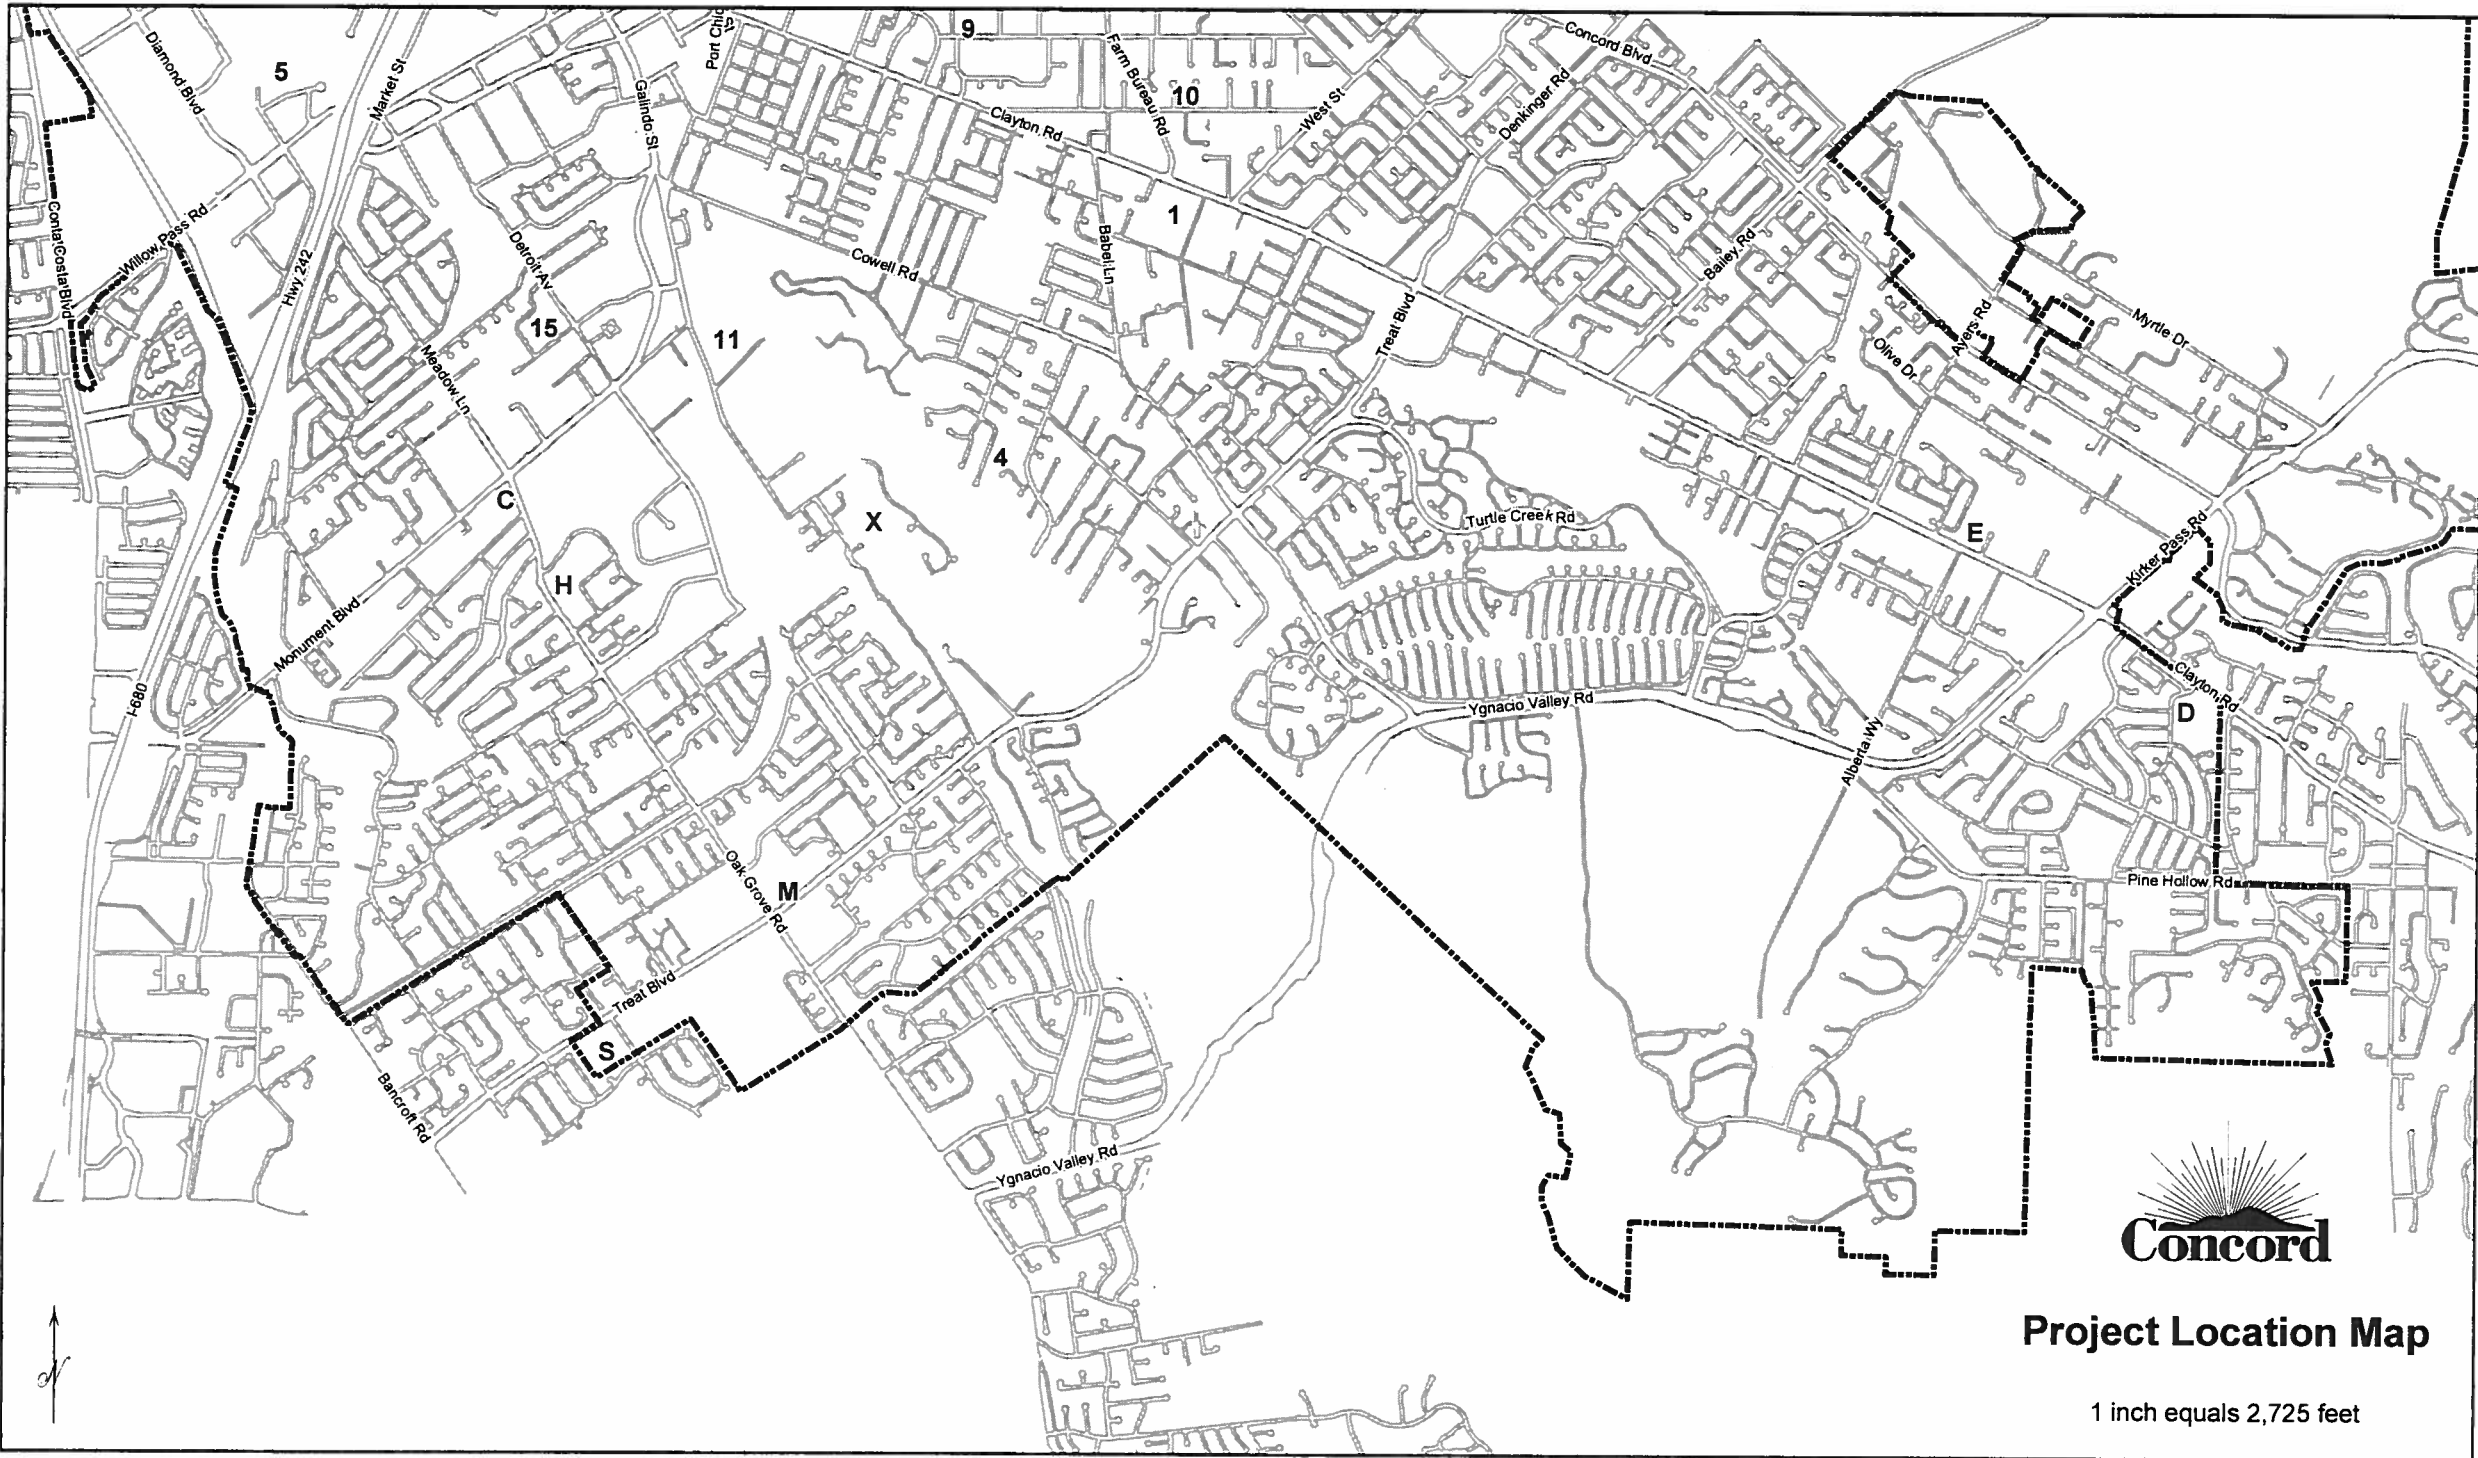 Diamond Blvd
5
Market St
Port Chic
Galindo St
9
Farm Bureau Rd
10
Clayton Rd
West St
Denkinger Rd
Concord Blvd
Conta Costa Blvd
Willow Pass Rd
Hwy 242
Detroit Av
Cowell Rd
Babel Ln
1
Bailey Rd
Treat Blvd
Olive Dr
Ayers Rd
Myrtle Dr
15
11
Meadow Ln
4
C
X
H
Turtle Creek Rd
E
Kirker Pass Rd
Monument Blvd
I-680
Ygnacio Valley Rd
Alberta Wy
Clayton Rd
D
Oak Grove Rd
M
Pine Hollow Rd
Treat Blvd
S
Bancroft Rd
Ygnacio Valley Rd
Concord
Project Location Map
N
1 inch equals 2,725 feet